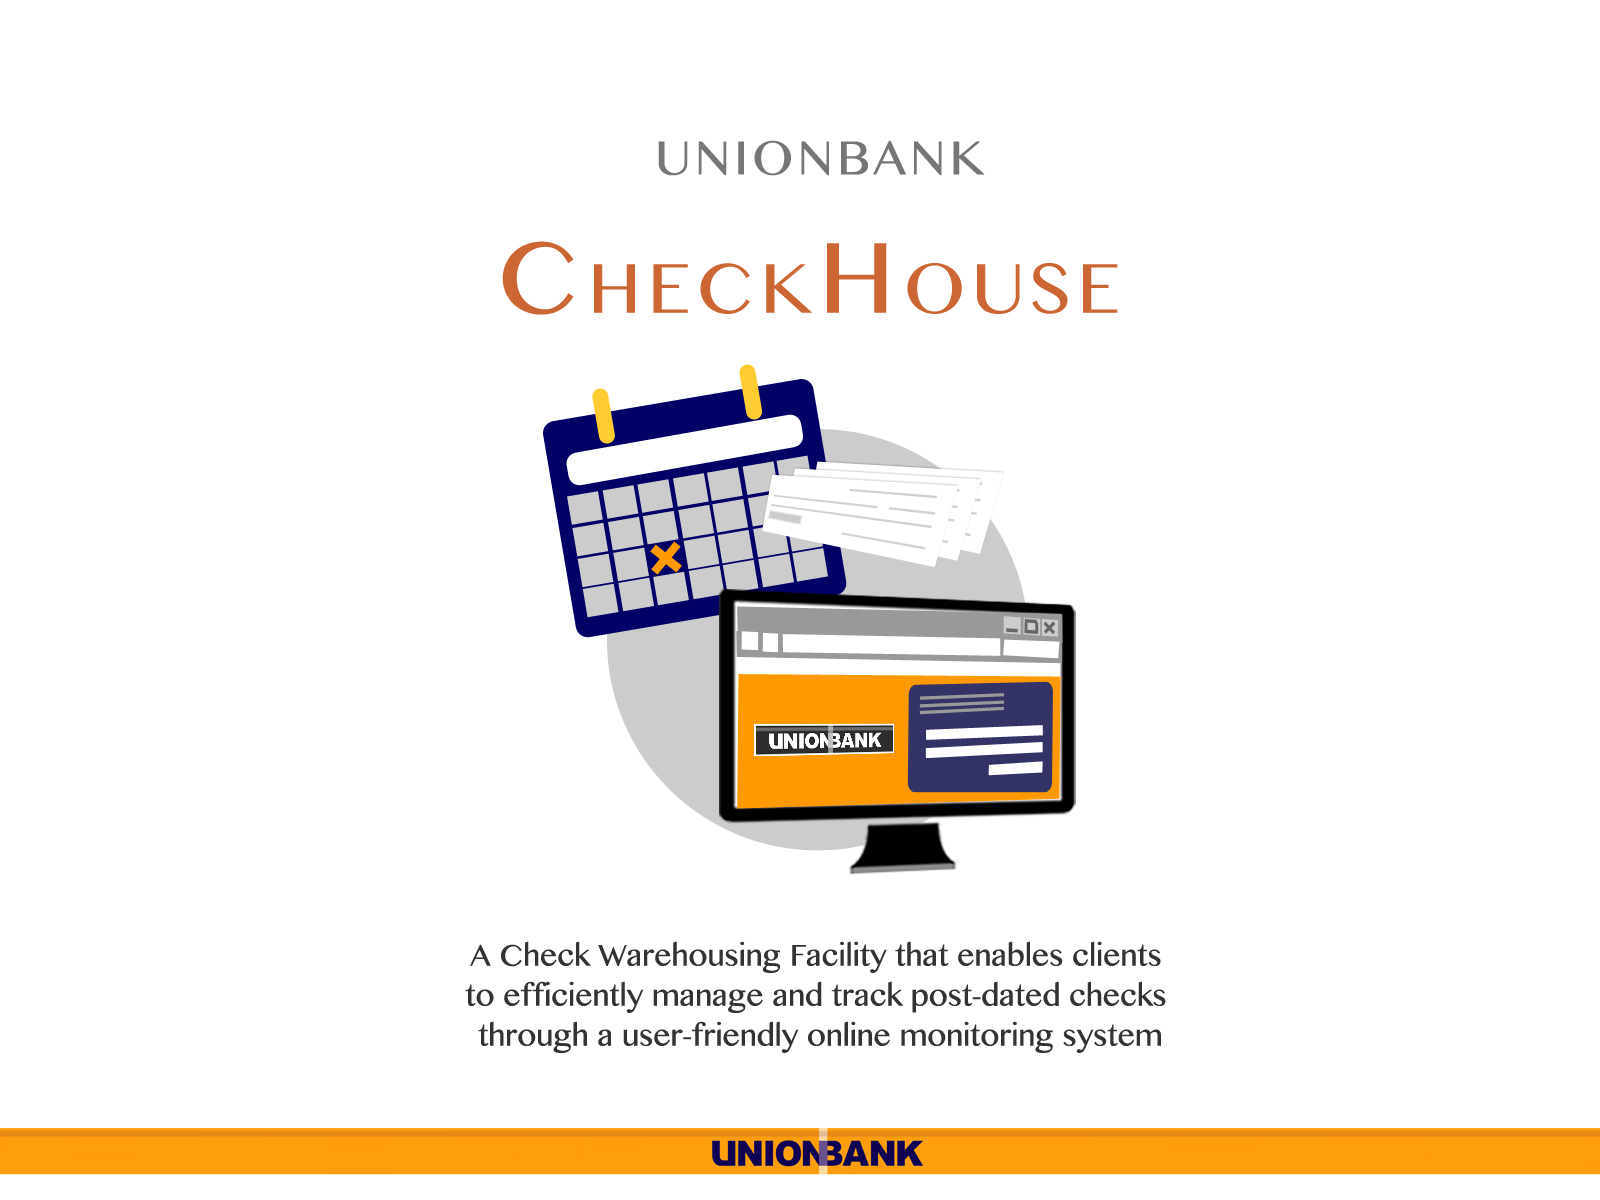 UNIONBANK
CHECKHOUSE
UNIONBANK
A Check Warehousing Facility that enables clients
to efficiently manage and track post-dated checks
through a user-friendly online monitoring system
UNIONBANK